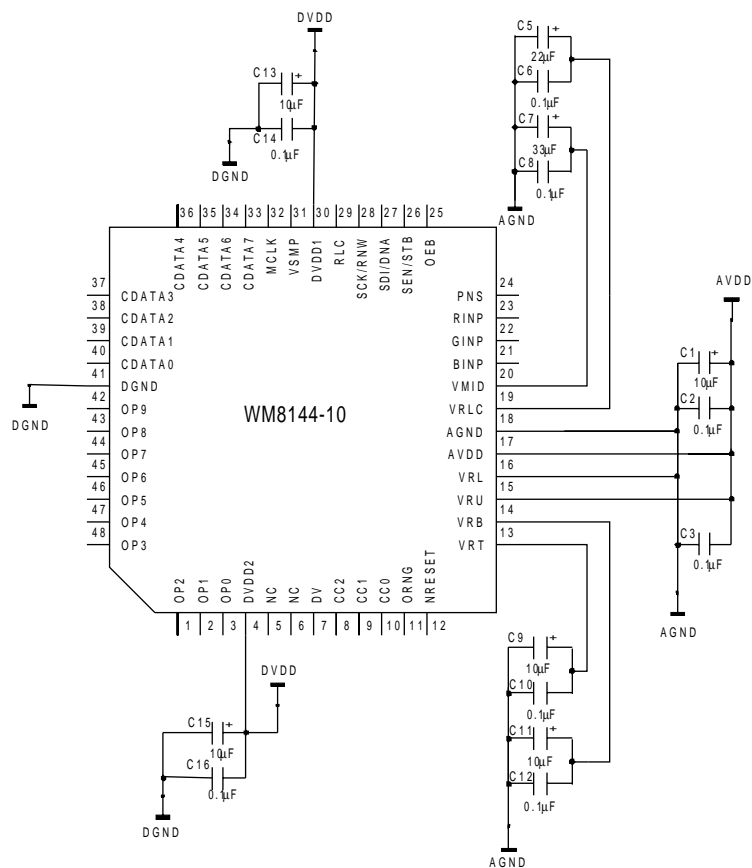 DVDD
C13
+
10µF
C14
0.1µF
DGND
C5
+
22µF
C6
0.1µF
C7
+
33µF
C8
0.1µF
AGND
36 35 34 33 32 31 30 29 28 27 26 25
CDATA4 CDATA5 CDATA6 CDATA7 MCLK VSMP DVDD1 RLC SCK/RNW SDI/DNA SEN/STB OEB
37 CDATA3
38 CDATA2
39 CDATA1
40 CDATA0
41 DGND
42 OP9
43 OP8
44 OP7
45 OP6
46 OP5
47 OP4
48 OP3
DGND
WM8144-10
PNS 24
RINP 23
GINP 22
BINP 21
VMID 20
VRLC 19
AGND 18
AVDD 17
VRL 16
VRU 15
VRB 14
VRT 13
AVDD
C1
+
10µF
C2
0.1µF
C3
0.1µF
AGND
OP2 OP1 OP0 DVDD2 NC NC DV CC2 CC1 CC0 ORNG NRESET
1 2 3 4 5 6 7 8 9 10 11 12
DVDD
C15
+
10µF
C16
0.1µF
DGND
C9
+
10µF
C10
0.1µF
C11
+
10µF
C12
0.1µF
AGND